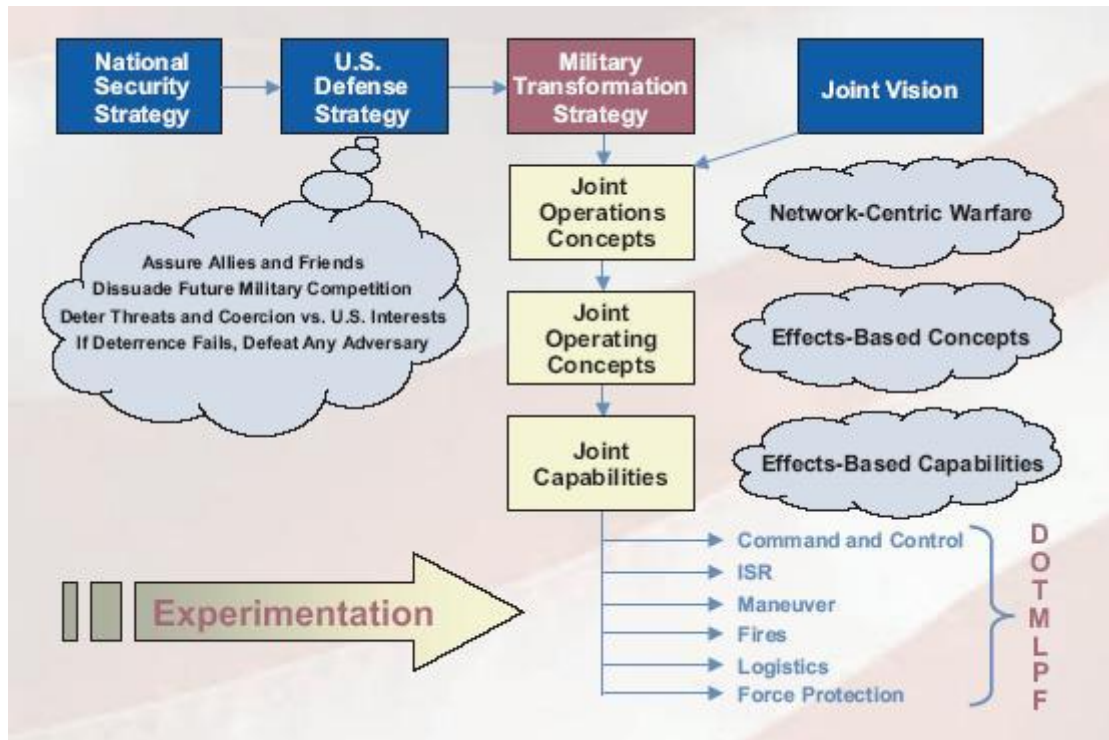 National
Security
Strategy
U.S.
Defense
Strategy
Military
Transformation
Strategy
Joint Vision
Joint
Operations
Concepts
Network-Centric Warfare
Assure Allies and Friends
Dissuade Future Military Competition
Deter Threats and Coercion vs. U.S. Interests
If Deterrence Fails, Defeat Any Adversary
Joint
Operating
Concepts
Effects-Based Concepts
Joint
Capabilities
Effects-Based Capabilities
Command and Control
ISR
Maneuver
Fires
Logistics
Force Protection
D
O
T
M
L
P
F
Experimentation